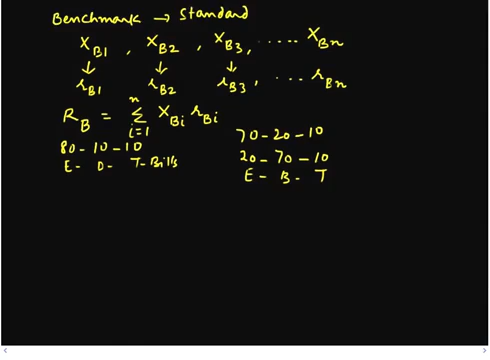 Benchmark → Standard
X_B1 , X_B2 , X_B3, ..... X_Bn
↓ ↓ ↓
r_B1 r_B2 r_B3, ... r_Bn
R_B = n Σ i=1 X_Bi r_Bi
80 - 10 - 10
E - D - T-Bills
70 - 20 - 10
20 - 70 - 10
E - B - T